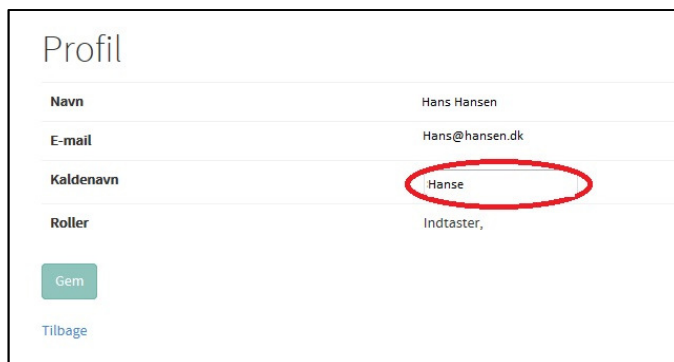 Profil
Navn Hans Hansen
E-mail Hans@hansen.dk
Kaldenavn Hanse
Roller Indtaster,
Gem
Tilbage